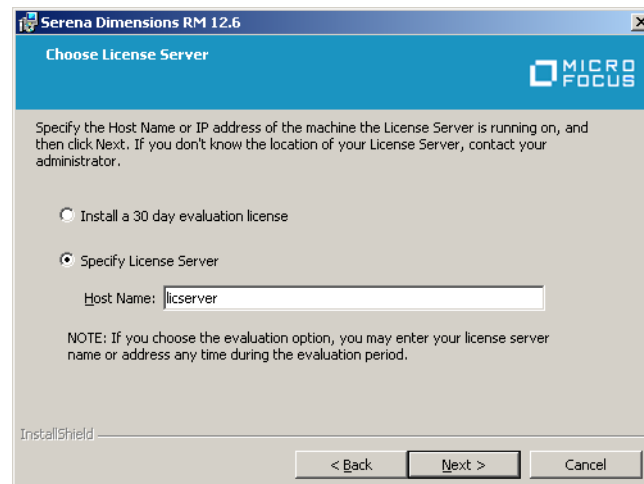 Serena Dimensions RM 12.6
Choose License Server
MICRO
FOCUS
Specify the Host Name or IP address of the machine the License Server is running on, and
then click Next. If you don't know the location of your License Server, contact your
administrator.
Install a 30 day evaluation license
Specify License Server
Host Name: licserver
NOTE: If you choose the evaluation option, you may enter your license server
name or address any time during the evaluation period.
InstallShield
< Back Next > Cancel